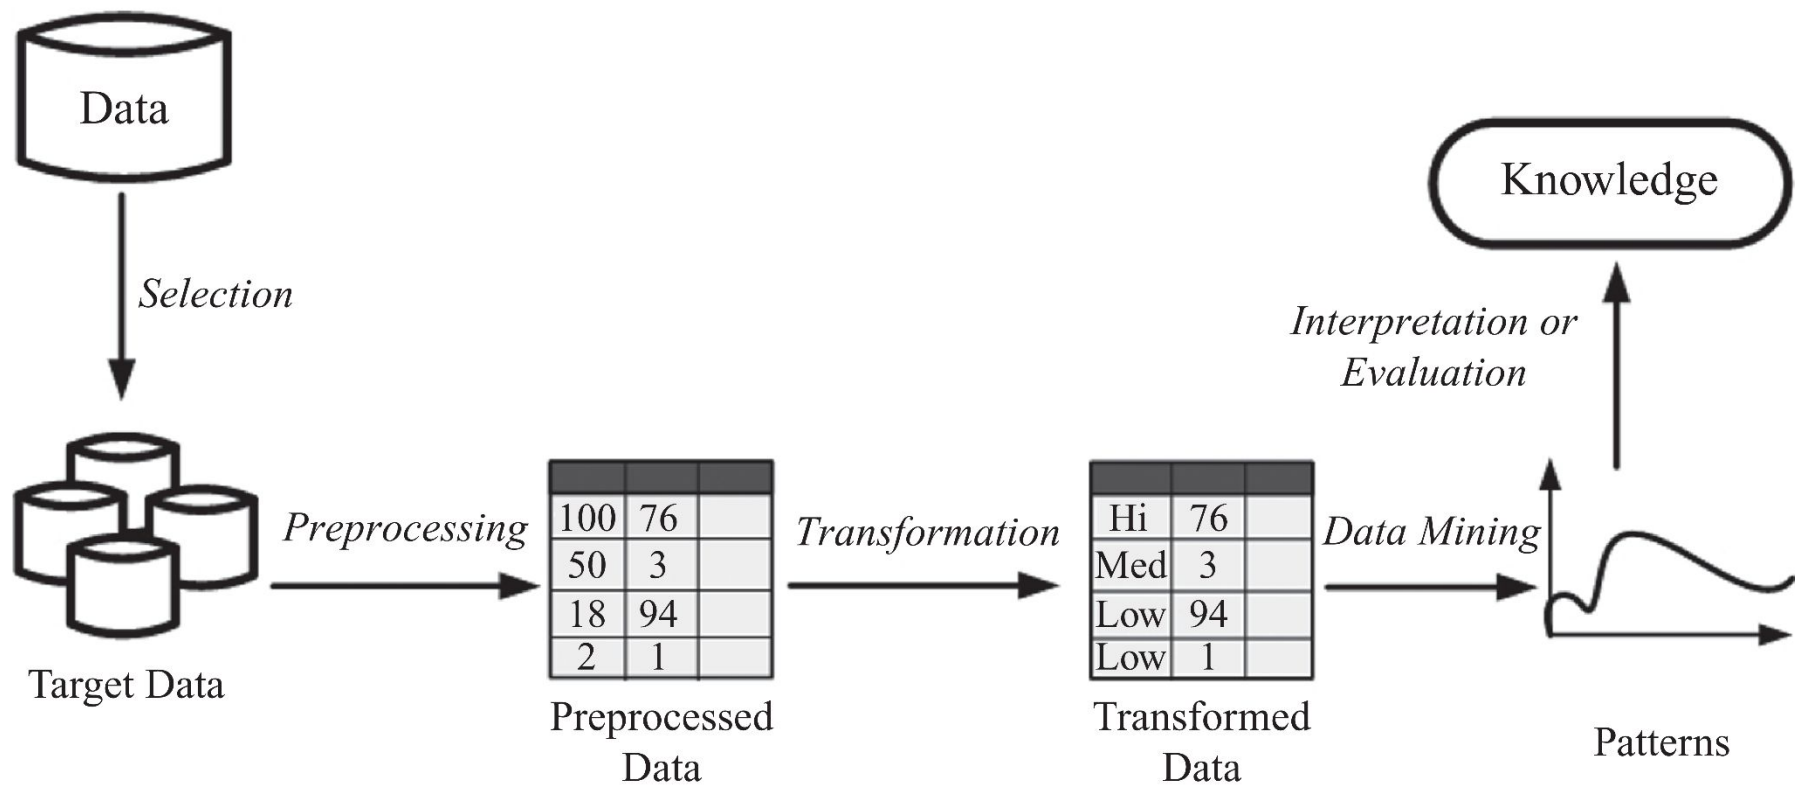 Data
Selection
Target Data
Preprocessing
100 76
50 3
18 94
2 1
Preprocessed
Data
Transformation
Hi 76
Med 3
Low 94
Low 1
Transformed
Data
Data Mining
Patterns
Interpretation or
Evaluation
Knowledge